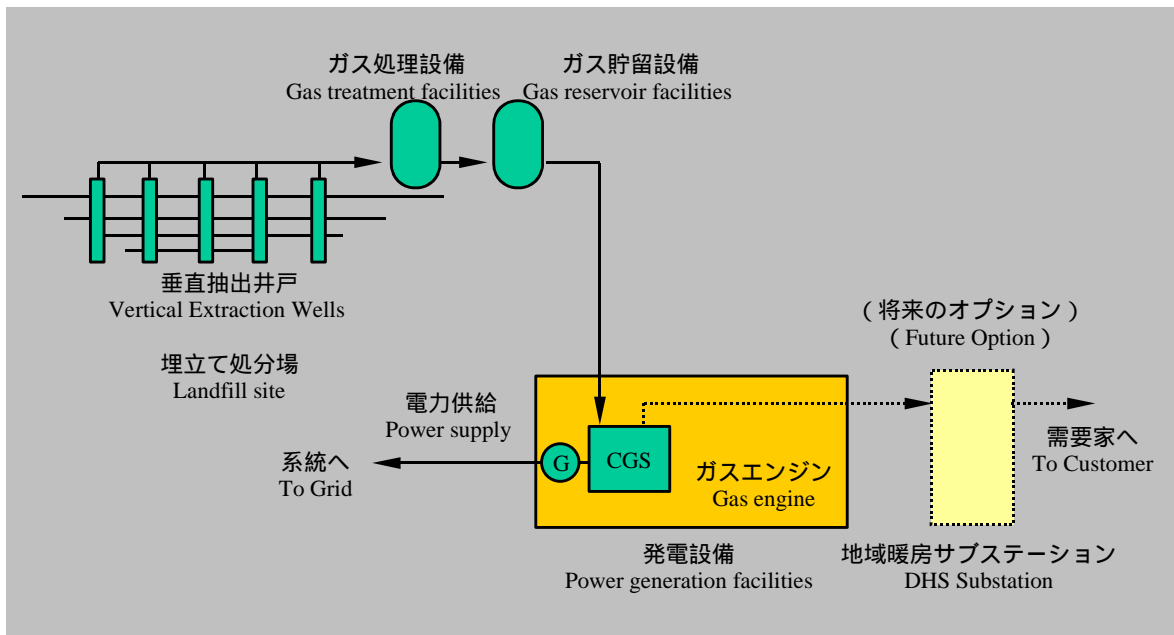 ガス処理設備
Gas treatment facilities
ガス貯留設備
Gas reservoir facilities
垂直抽出井戸
Vertical Extraction Wells
埋立て処分場
Landfill site
(将来のオプション)
(Future Option)
電力供給
Power supply
系統へ
To Grid
G
CGS
ガスエンジン
Gas engine
需要家へ
To Customer
発電設備
Power generation facilities
地域暖房サブステーション
DHS Substation